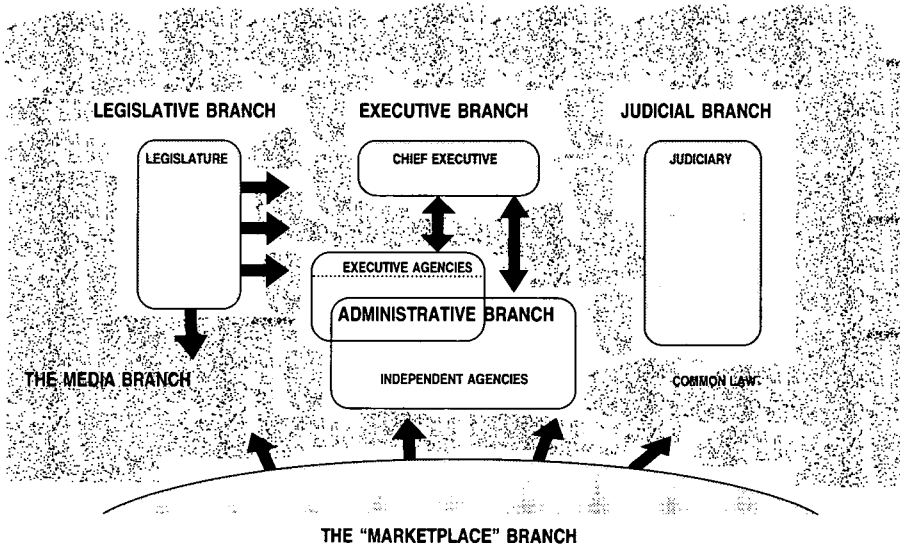 LEGISLATIVE BRANCH
EXECUTIVE BRANCH
JUDICIAL BRANCH
LEGISLATURE
CHIEF EXECUTIVE
JUDICIARY
EXECUTIVE AGENCIES
ADMINISTRATIVE BRANCH
INDEPENDENT AGENCIES
THE MEDIA BRANCH
COMMON LAW
THE "MARKETPLACE" BRANCH